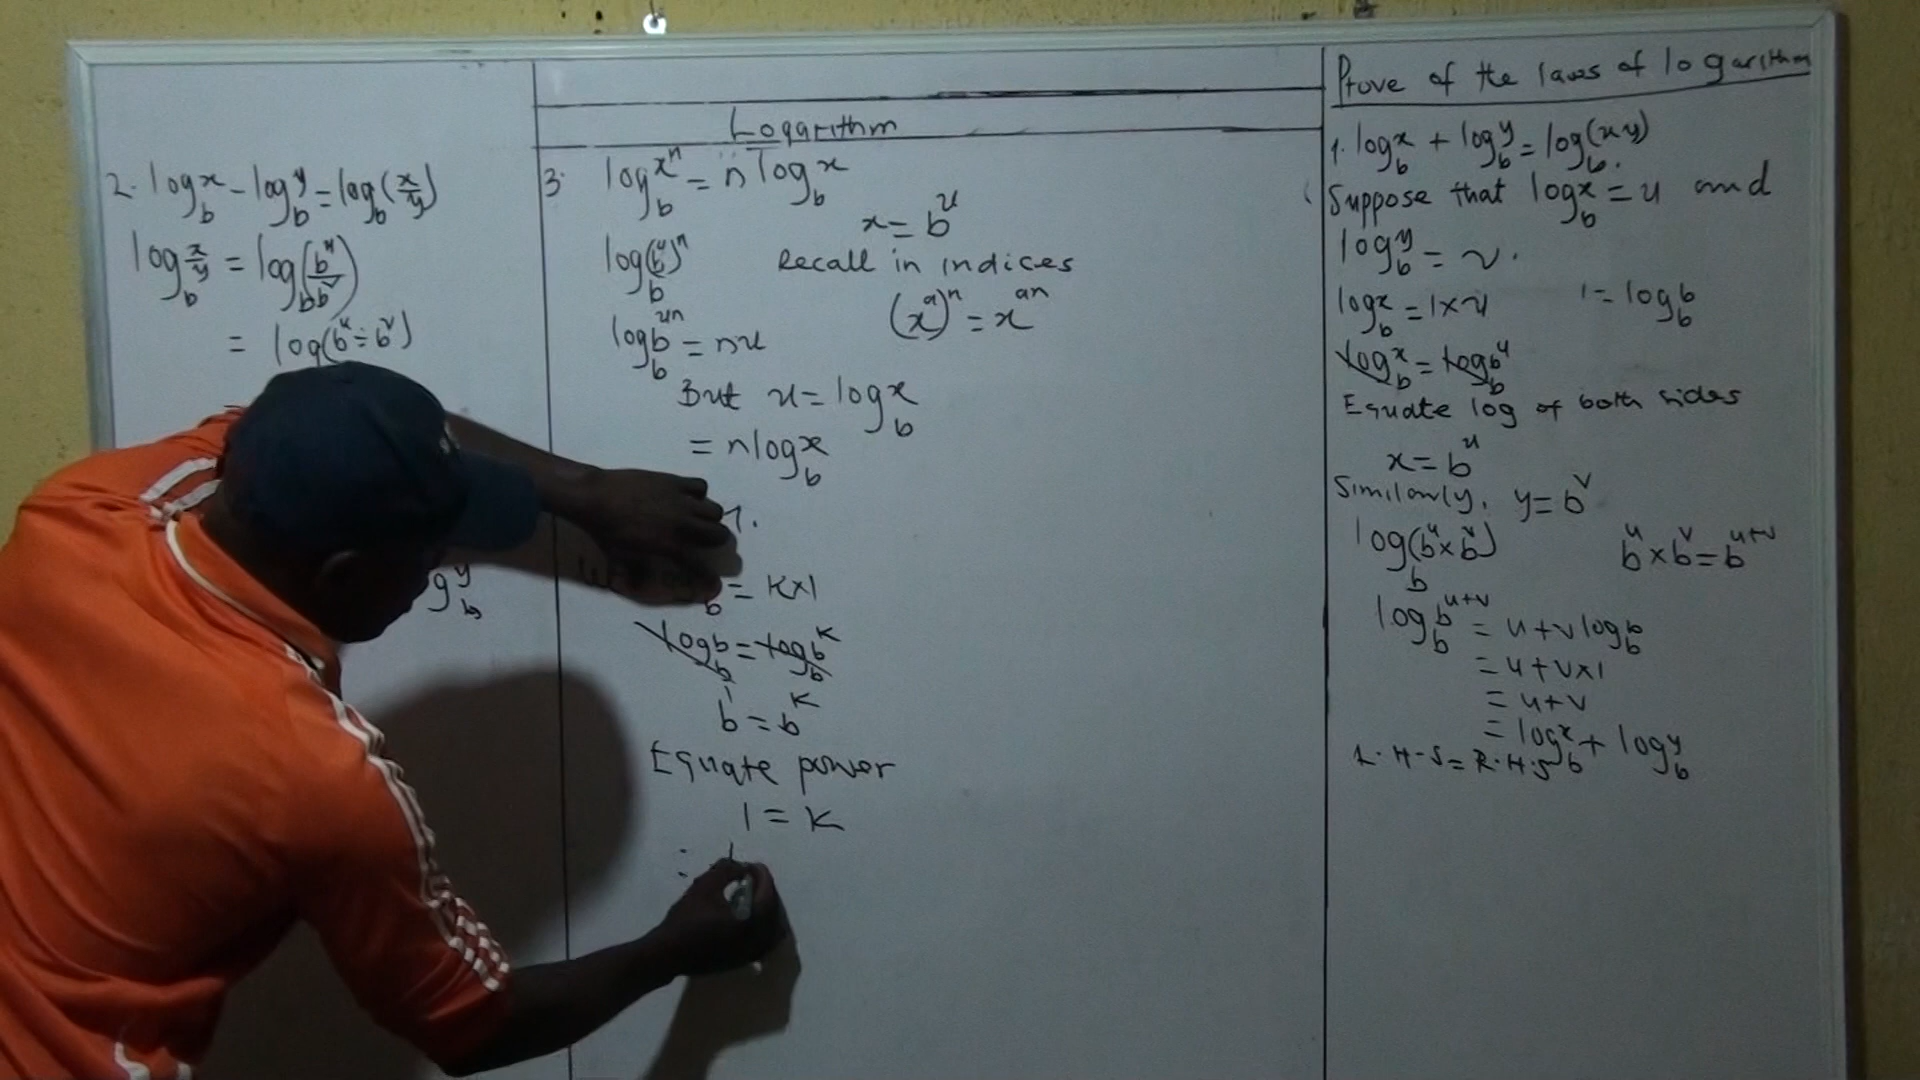 Logarithm
2. log_b x - log_b y = log_b (x/y)
log_b x/y = log_b (b^u/b^v)
= log(b^u ÷ b^v)
g_b y
3. log_b x^n = n log_b x
x = b^u
log_b (b^u)^n Recall in indices
(x^a)^n = x^an
log_b b^un = nu
But u = log_b x
= n log_b x
1.
b = K×1
log_b b = log_b b^K
b^1 = b^K
Equate power
1 = K
Prove of the laws of logarithm
1. log_b x + log_b y = log_b (xy)
Suppose that log_b x = u and
log_b y = v.
log_b x = 1×u 1 = log_b b
log_b x = log_b b^u
Equate log of both sides
x = b^u
Similarly, y = b^v
log_b (b^u × b^v) b^u × b^v = b^u+v
log_b b^u+v = u+v log_b b
= u+v×1
= u+v
= log_b x + log_b y
L.H.S = R.H.S